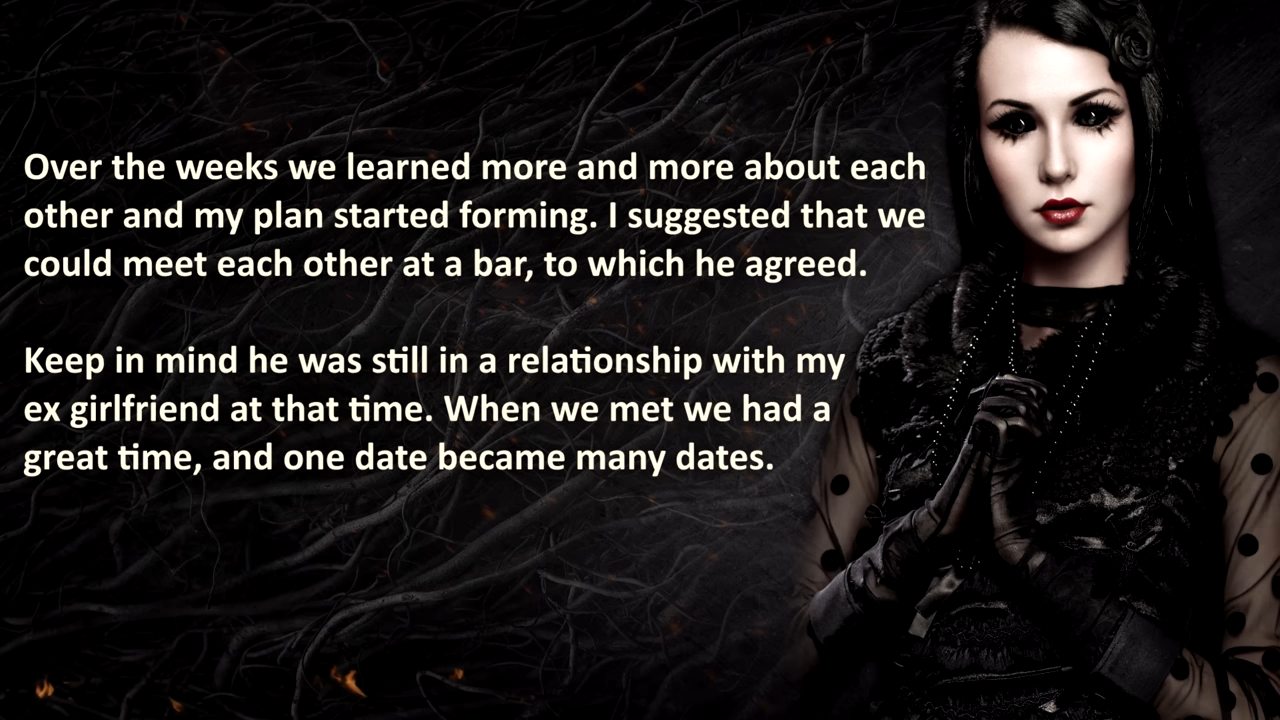 Over the weeks we learned more and more about each
other and my plan started forming. I suggested that we
could meet each other at a bar, to which he agreed.
Keep in mind he was still in a relationship with my
ex girlfriend at that time. When we met we had a
great time, and one date became many dates.